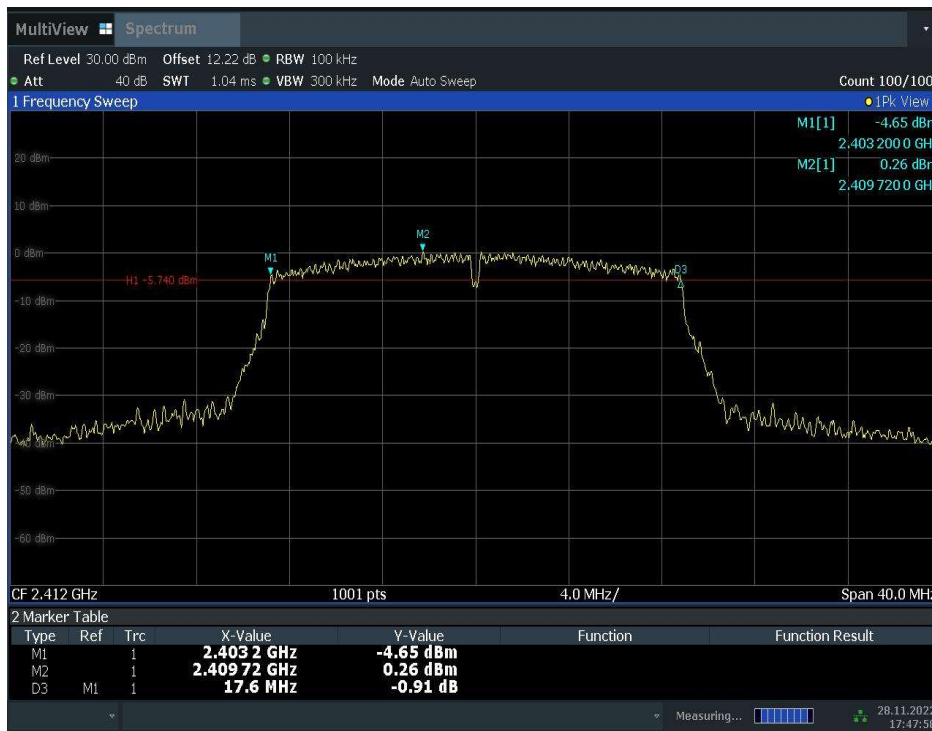 MultiView Spectrum
Ref Level 30.00 dBm Offset 12.22 dB RBW 100 kHz
Att 40 dB SWT 1.04 ms VBW 300 kHz Mode Auto Sweep Count 100/100
1 Frequency Sweep 1Pk View
M1[1] -4.65 dBr
2.403 200 0 GH
20 dBm M2[1] 0.26 dBr
2.409 720 0 GH
10 dBm
M2
0 dBm
M1
D3
H1 -5.740 dBm
-10 dBm
-20 dBm
-30 dBm
-40 dBm
-50 dBm
-60 dBm
CF 2.412 GHz 1001 pts 4.0 MHz/ Span 40.0 MHz
2 Marker Table
Type Ref Trc X-Value Y-Value Function Function Result
M1 1 2.403 2 GHz -4.65 dBm
M2 1 2.409 72 GHz 0.26 dBm
D3 M1 1 17.6 MHz -0.91 dB
Measuring... 28.11.2022
17:47:50